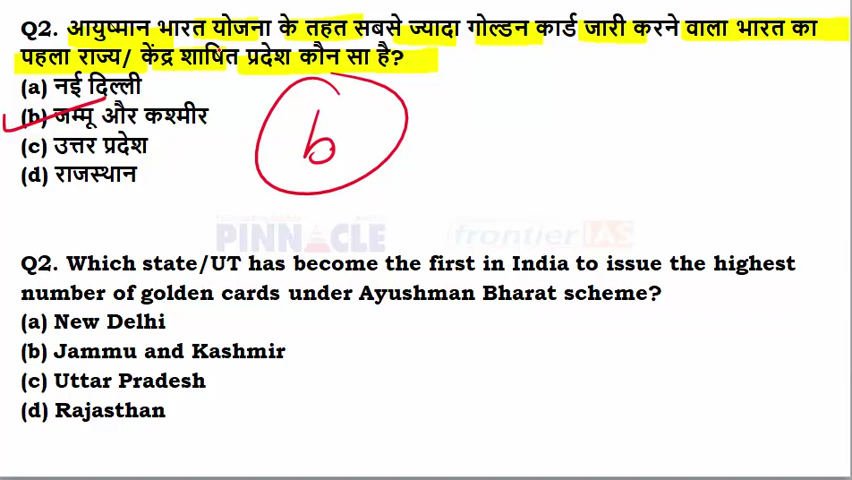 Q2. आयुष्मान भारत योजना के तहत सबसे ज्यादा गोल्डन कार्ड जारी करने वाला भारत का
पहला राज्य/ केंद्र शाषित प्रदेश कौन सा है?
(a) नई दिल्ली
(b) जम्मू और कश्मीर
(c) उत्तर प्रदेश
(d) राजस्थान
b
PINNACLE frontier IAS
Q2. Which state/UT has become the first in India to issue the highest
number of golden cards under Ayushman Bharat scheme?
(a) New Delhi
(b) Jammu and Kashmir
(c) Uttar Pradesh
(d) Rajasthan